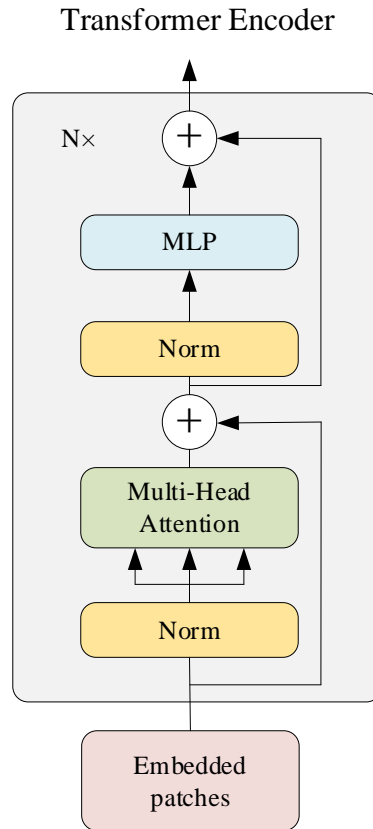 Transformer Encoder
N×
+
MLP
Norm
+
Multi-Head
Attention
Norm
Embedded
patches